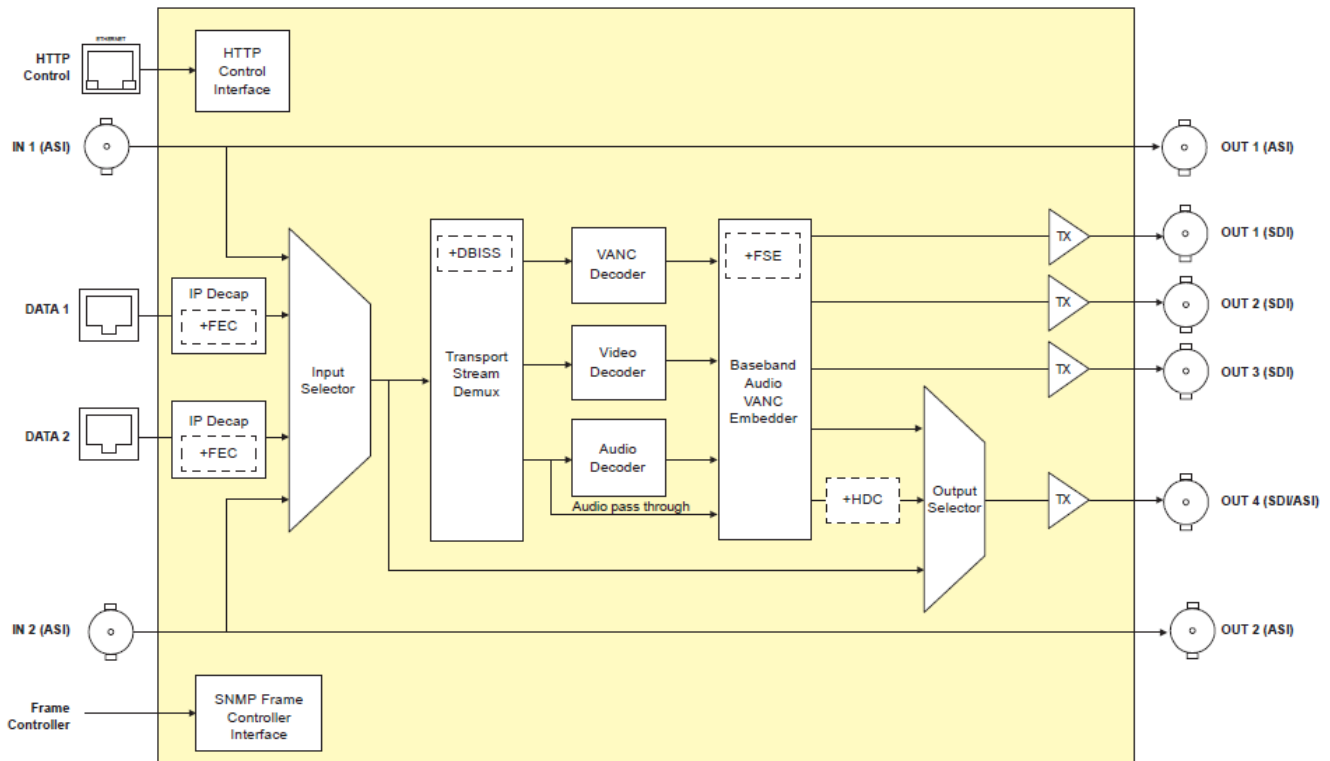 ETHERNET
HTTP
Control
HTTP
Control
Interface
IN 1 (ASI)
OUT 1 (ASI)
+DBISS
VANC
Decoder
+FSE
TX
OUT 1 (SDI)
DATA 1
IP Decap
+FEC
TX
OUT 2 (SDI)
Input
Selector
Transport
Stream
Demux
Video
Decoder
Baseband
Audio
VANC
Embedder
TX
OUT 3 (SDI)
DATA 2
IP Decap
+FEC
Audio
Decoder
Audio pass through
+HDC
Output
Selector
TX
OUT 4 (SDI/ASI)
IN 2 (ASI)
OUT 2 (ASI)
Frame
Controller
SNMP Frame
Controller
Interface